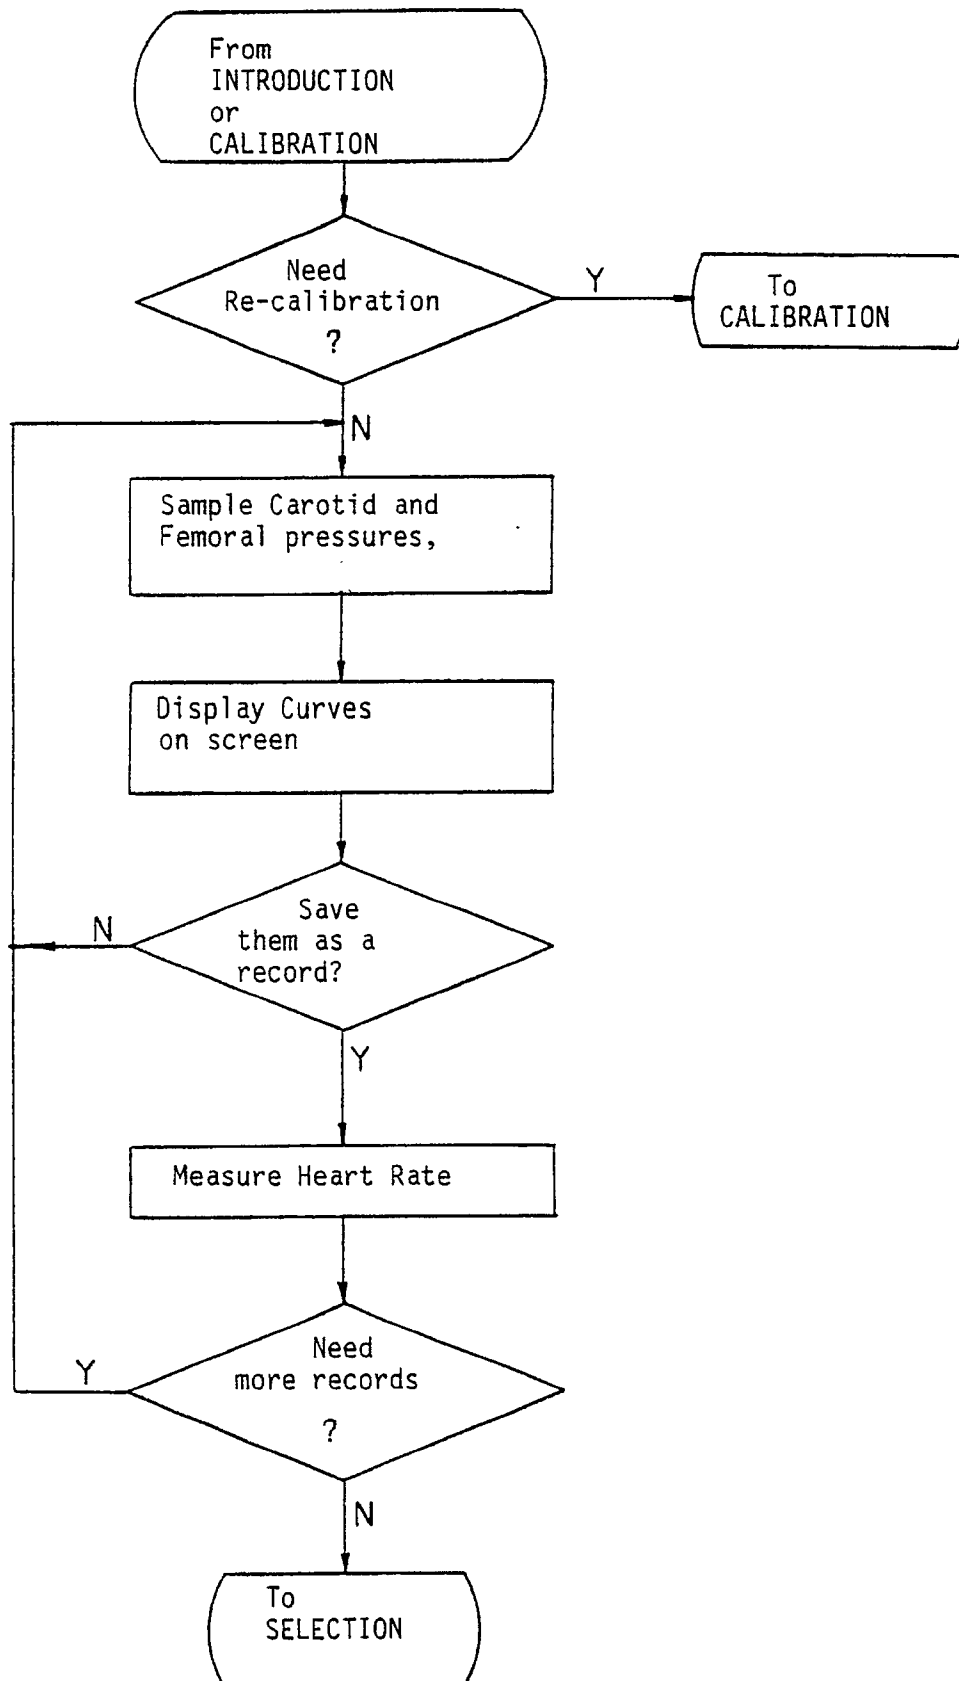 From
INTRODUCTION
or
CALIBRATION
Need
Re-calibration
?
Y
To
CALIBRATION
N
Sample Carotid and
Femoral pressures,
Display Curves
on screen
Save
them as a
record?
N
Y
Measure Heart Rate
Need
more records
?
Y
N
To
SELECTION